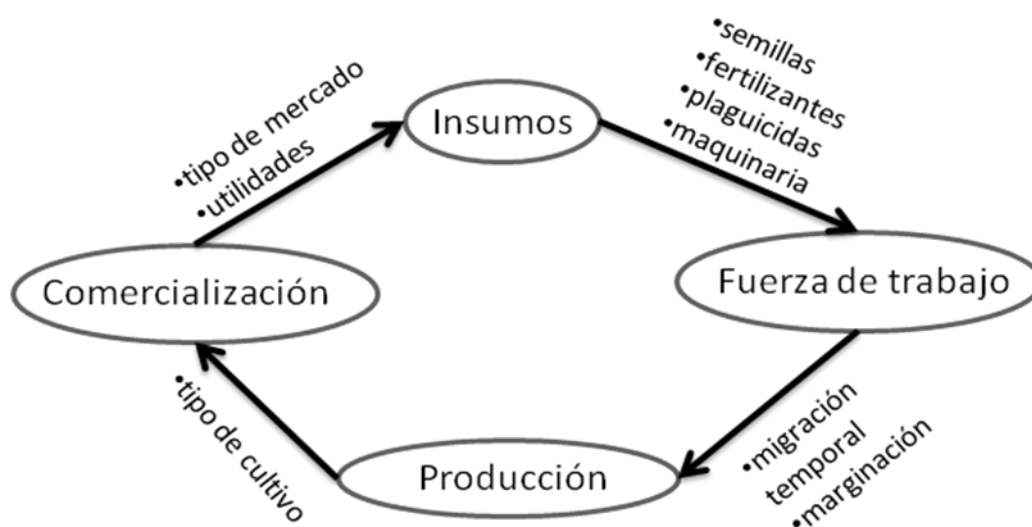 Insumos
•semillas
•fertilizantes
•plaguicidas
•maquinaria
Fuerza de trabajo
•migración
temporal
•marginación
Producción
•tipo de cultivo
Comercialización
•tipo de mercado
•utilidades